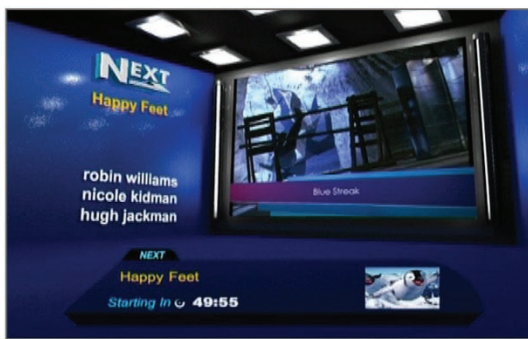 NEXT
Happy Feet
robin williams
nicole kidman
hugh jackman
Blue Streak
NEXT
Happy Feet
Starting In 49:55